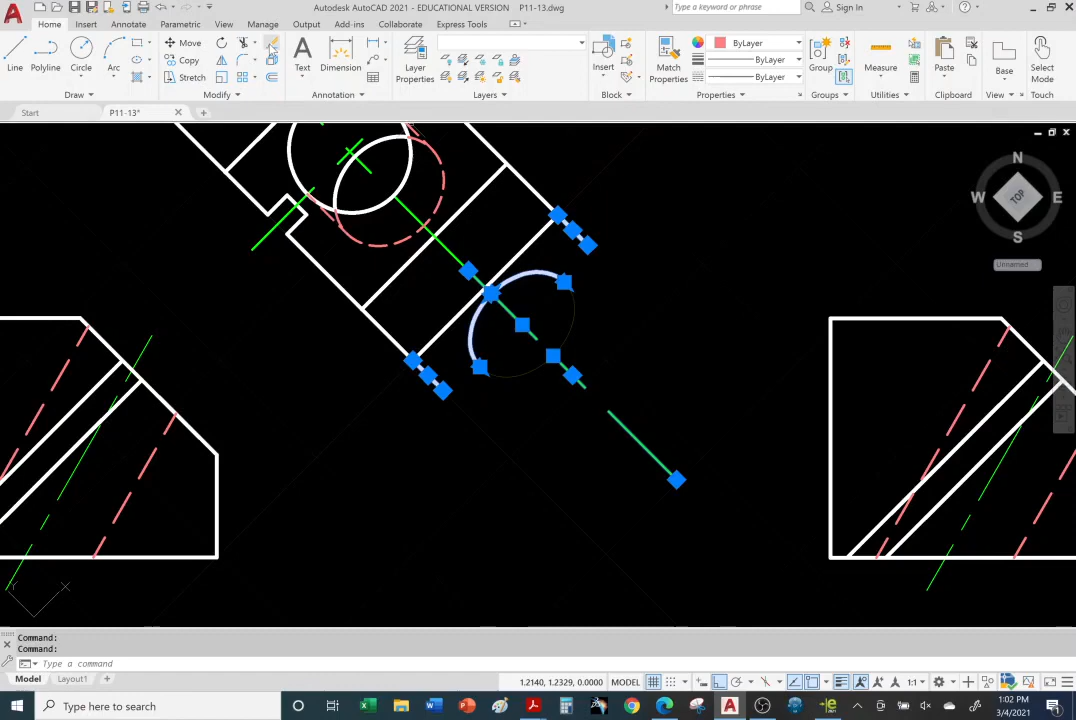 Autodesk AutoCAD 2021 - EDUCATIONAL VERSION P11-13.dwg
Type a keyword or phrase
Sign In
Home Insert Annotate Parametric View Manage Output Add-ins Collaborate Express Tools
Line Polyline Circle Arc
Move
Copy
Stretch
Text Dimension
Layer
Properties
Insert
Match
Properties
ByLayer
ByLayer
ByLayer
Group
Measure
Paste
Base
Select
Mode
Draw Modify Annotation Layers Block Properties Groups Utilities Clipboard View Touch
Start P11-13*
N
W TOP E
S
Unnamed
Command:
Command:
Type a command
Model Layout1
1.2140, 1.2329, 0.0000 MODEL
1:1
Type here to search
1:02 PM
3/4/2021